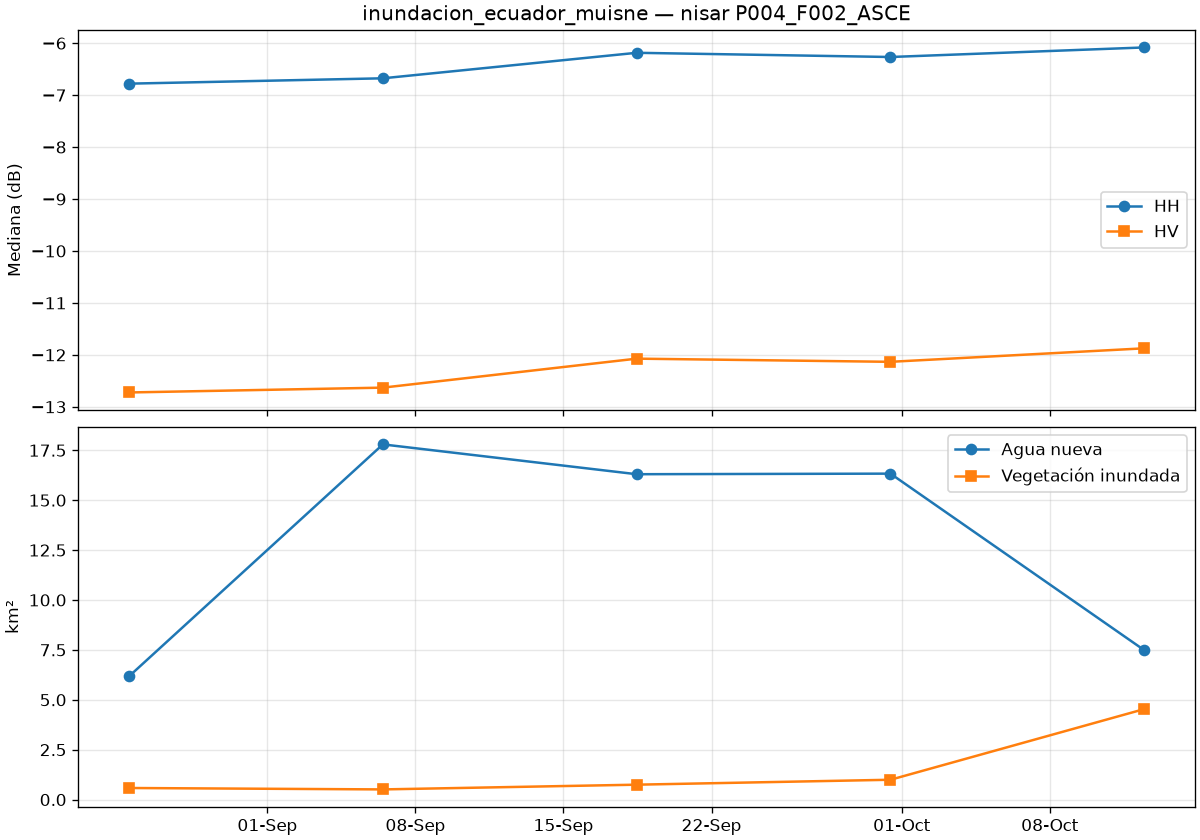 inundacion_ecuador_muisne — nisar P004_F002_ASCE
−6
−7
−8
−9
−10
−11
−12
−13
Mediana (dB)
HH
HV
17.5
15.0
12.5
10.0
7.5
5.0
2.5
0.0
km²
Agua nueva
Vegetación inundada
01-Sep
08-Sep
15-Sep
22-Sep
01-Oct
08-Oct